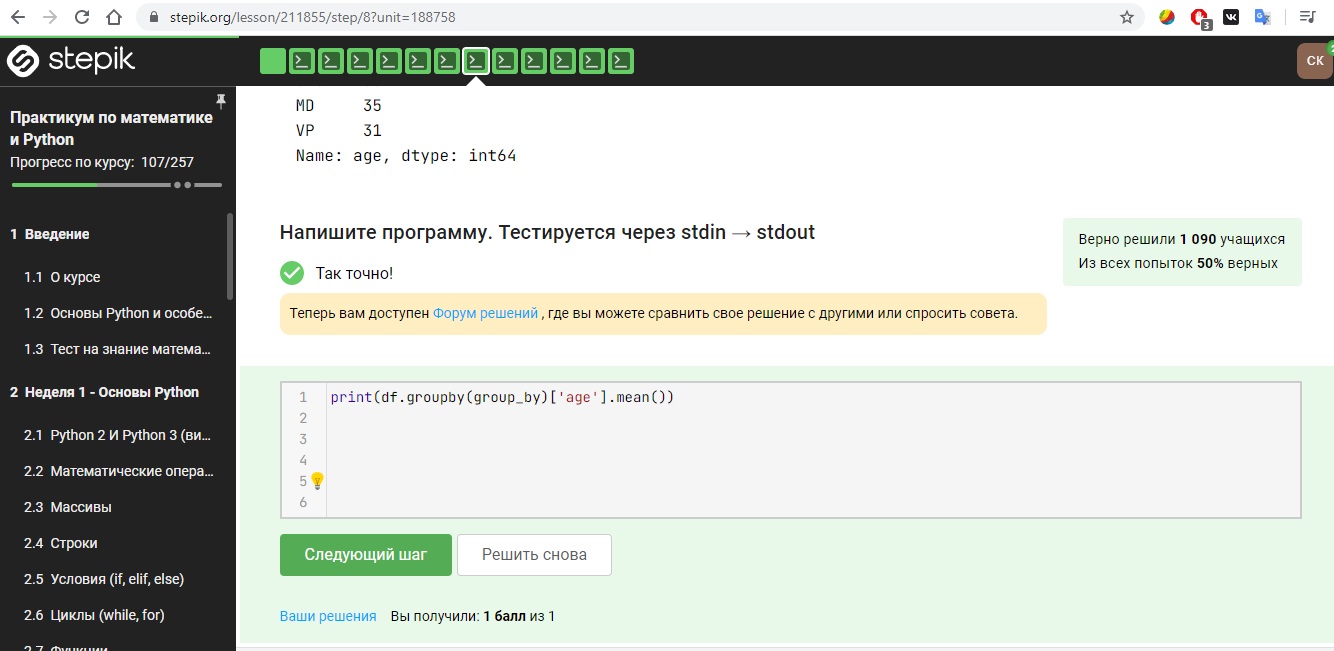 stepik.org/lesson/211855/step/8?unit=188758
3
stepik
СК
2
Практикум по математике
и Python
Прогресс по курсу: 107/257
1 Введение
1.1 О курсе
1.2 Основы Python и особе...
1.3 Тест на знание матема...
2 Неделя 1 - Основы Python
2.1 Python 2 И Python 3 (ви...
2.2 Математические опера...
2.3 Массивы
2.4 Строки
2.5 Условия (if, elif, else)
2.6 Циклы (while, for)
2.7 Функции
MD 35
VP 31
Name: age, dtype: int64
Напишите программу. Тестируется через stdin → stdout
Так точно!
Теперь вам доступен Форум решений , где вы можете сравнить свое решение с другими или спросить совета.
Верно решили 1 090 учащихся
Из всех попыток 50% верных
1 print(df.groupby(group_by)['age'].mean())
2
3
4
5
6
Следующий шаг
Решить снова
Ваши решения Вы получили: 1 балл из 1